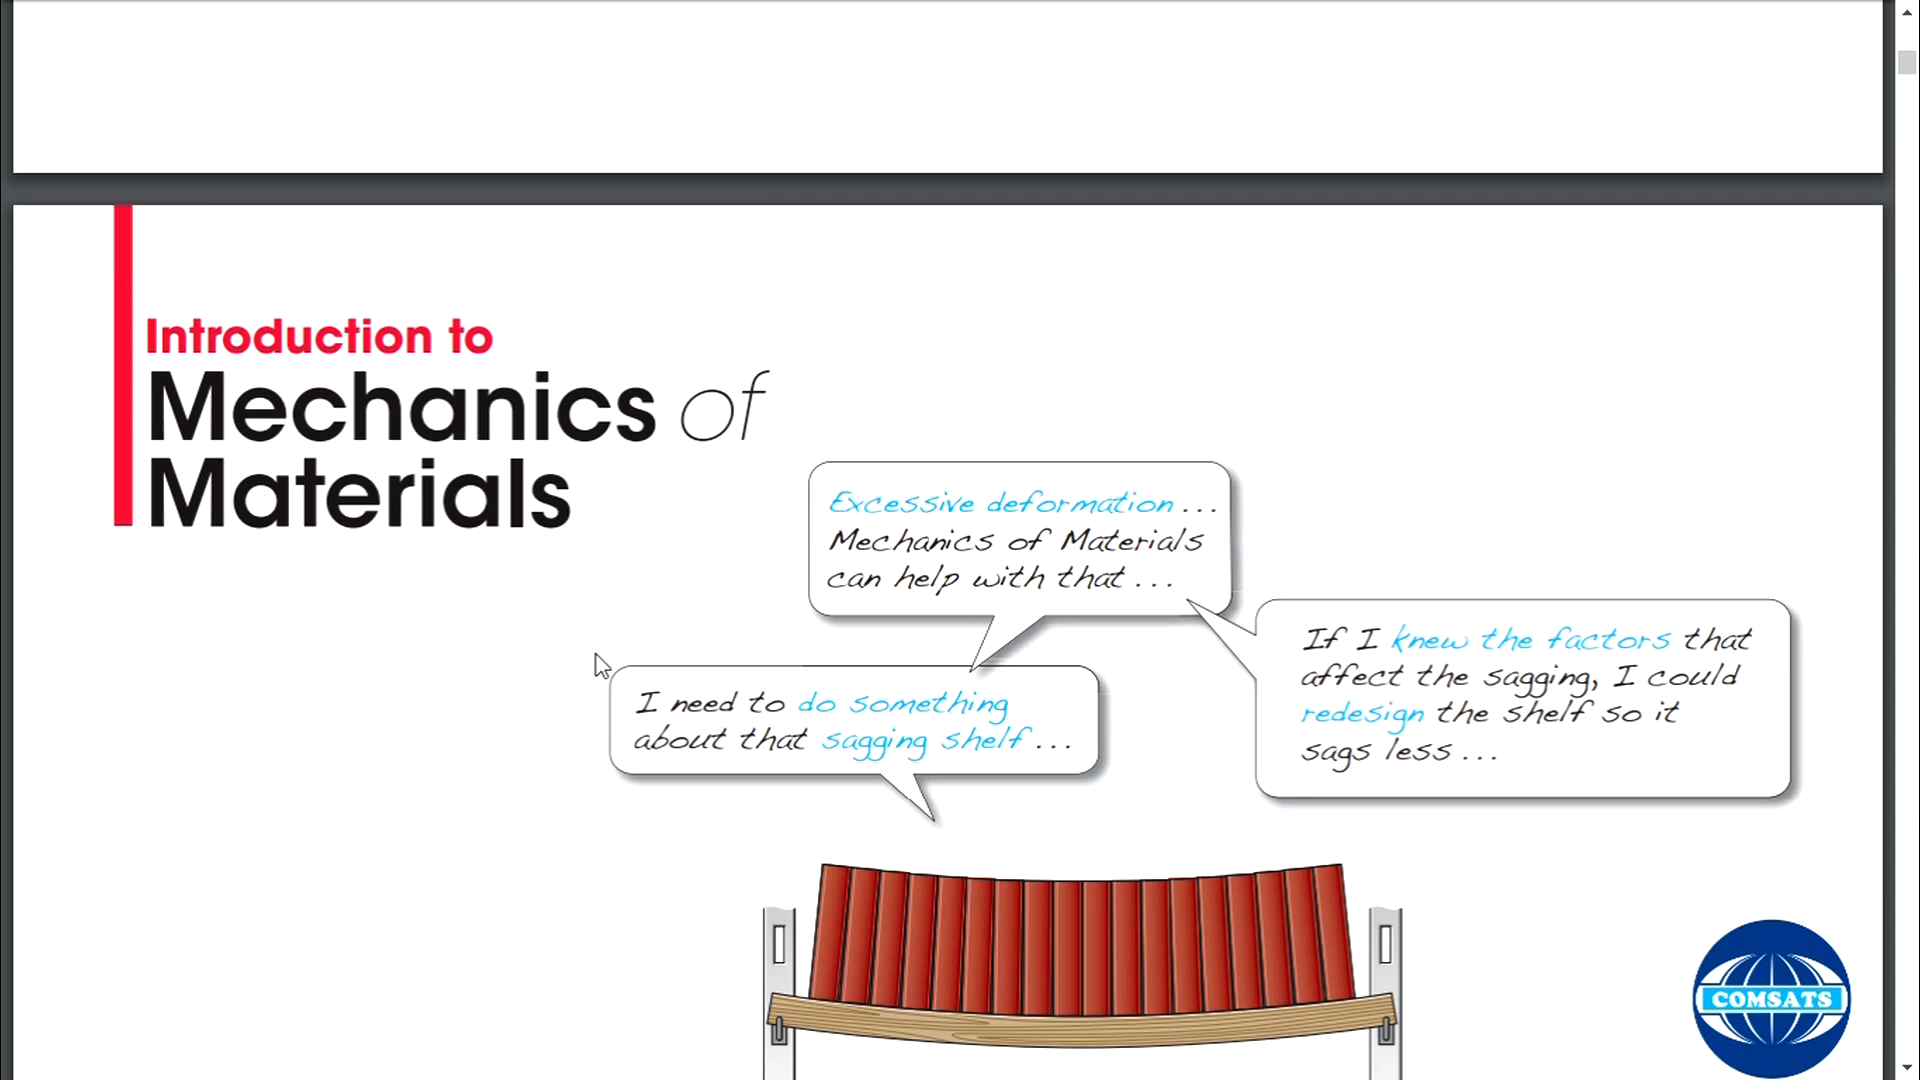 Introduction to
Mechanics of
Materials
Excessive deformation ...
Mechanics of Materials
can help with that ...
If I knew the factors that
affect the sagging, I could
redesign the shelf so it
sags less ...
I need to do something
about that sagging shelf ...
COMSATS